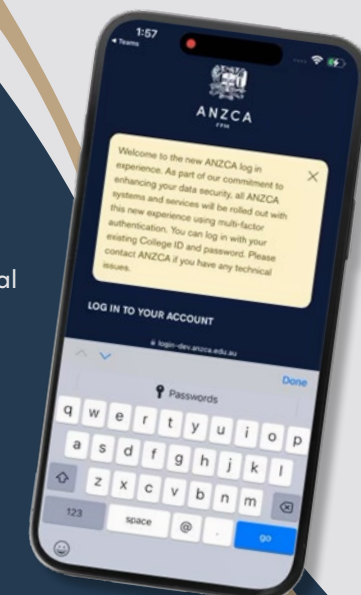 1:57
◀ Teams
ANZCA
FPM
Welcome to the new ANZCA log in
experience. As part of our commitment to
enhancing your data security, all ANZCA
systems and services will be rolled out with
this new experience using multi-factor
authentication. You can log in with your
existing College ID and password. Please
contact ANZCA if you have any technical
issues.
al
LOG IN TO YOUR ACCOUNT
login-dev.anzca.edu.au
Done
Passwords
q w e r t y u i o p
a s d f g h j k l
z x c v b n m
123 space @ . go